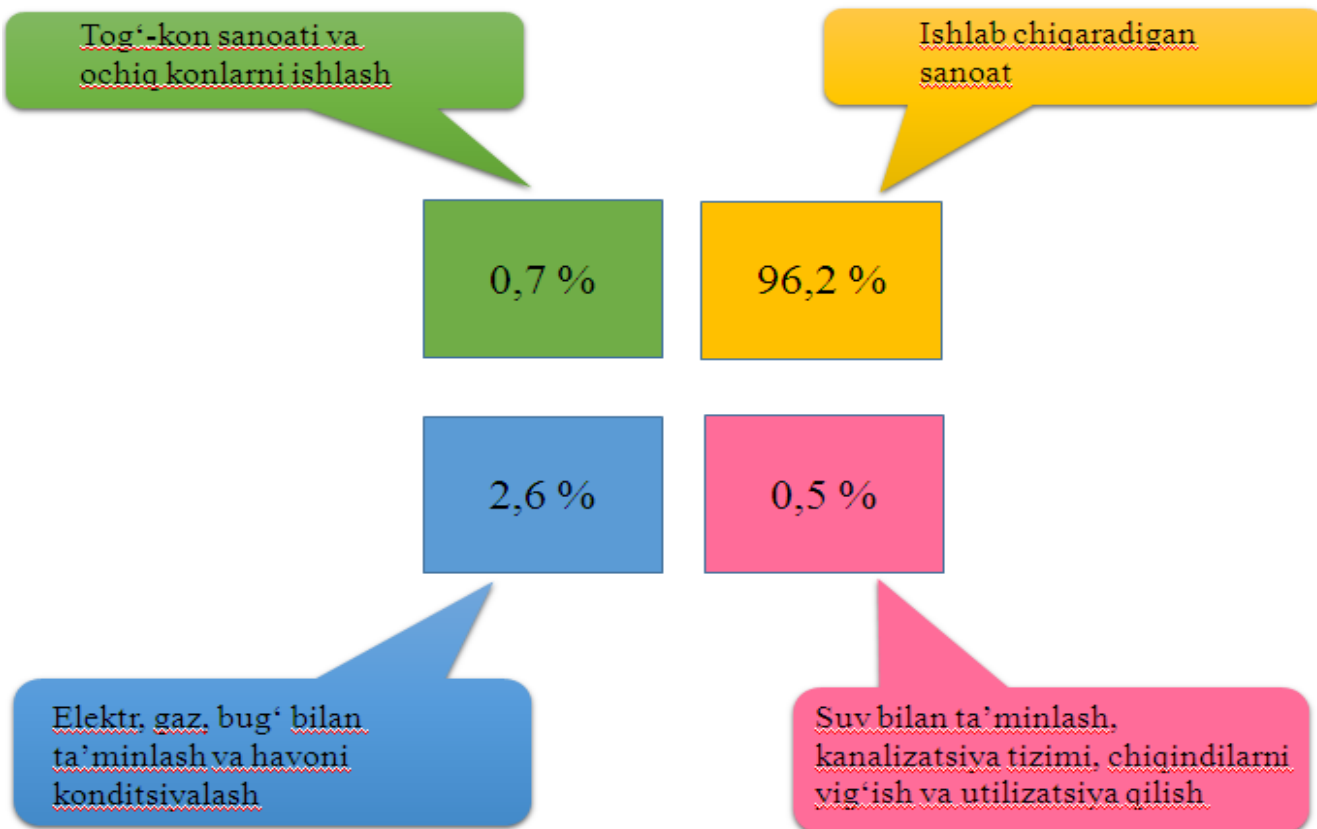 Tog‘-kon sanoati va
ochiq konlarni ishlash
Ishlab chiqaradigan
sanoat
0,7 %
96,2 %
2,6 %
0,5 %
Elektr, gaz, bug‘ bilan
ta’minlash va havoni
konditsiyalash
Suv bilan ta’minlash,
kanalizatsiya tizimi, chiqindilarni
yig‘ish va utilizatsiya qilish